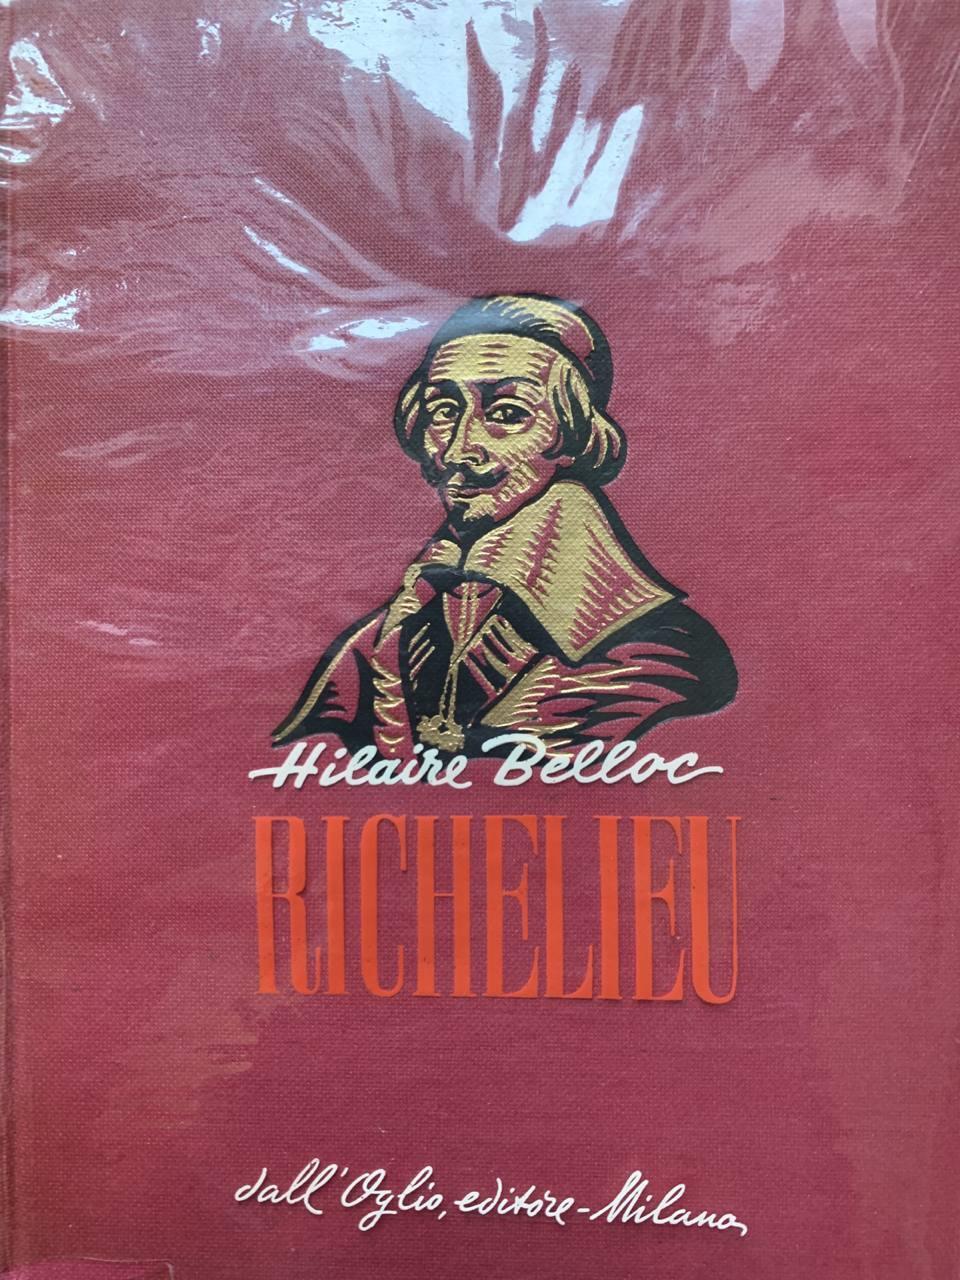 Hilaire Belloc
RICHELIEU
dall'Oglio, editore-Milano